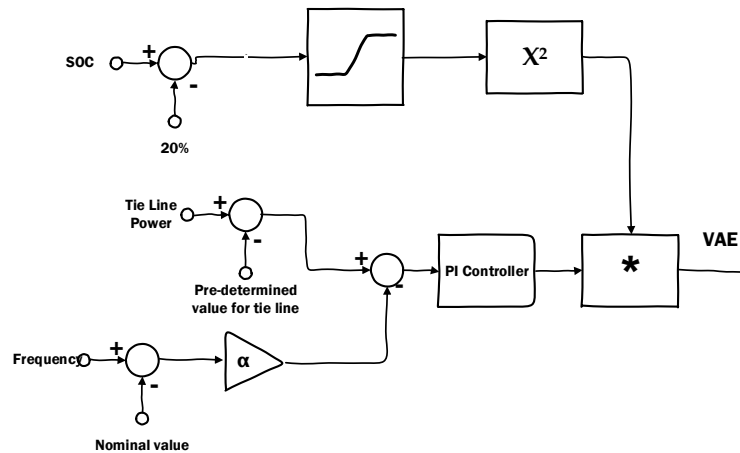 SOC
+
-
20%
X²
Tie Line
Power
+
-
Pre-determined
value for tie line
+
-
PI Controller
*
VAE
Frequency
+
-
α
Nominal value